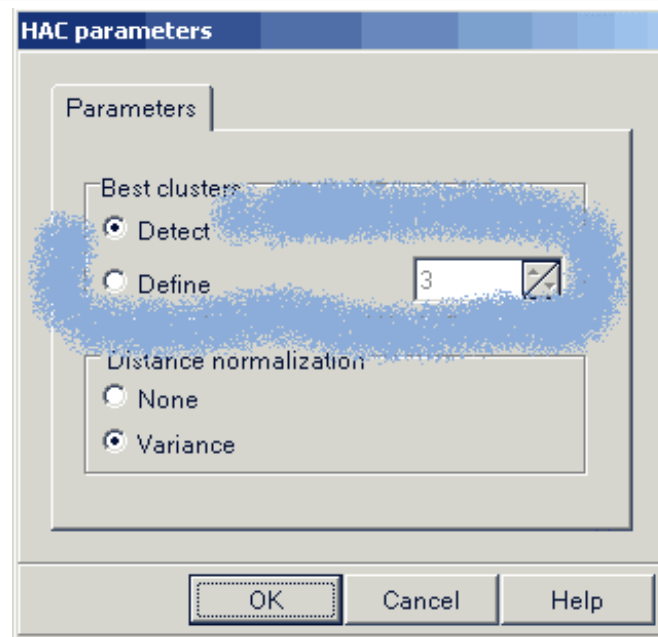 HAC parameters
Parameters
Best clusters
Detect
Define 3
Distance normalization
None
Variance
OK Cancel Help